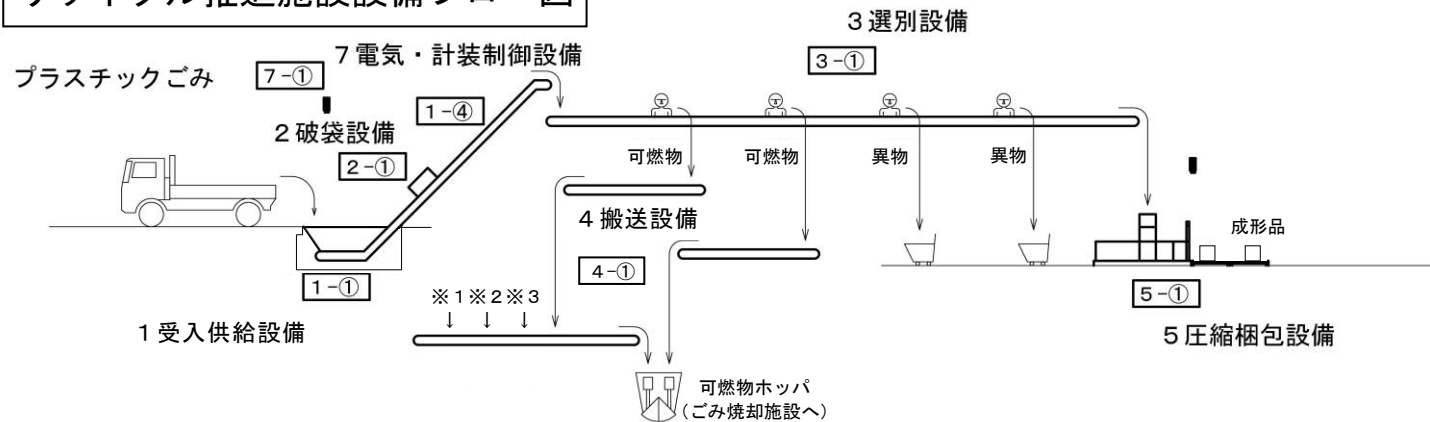 プラスチックごみ
7-①
7電気・計装制御設備
3選別設備
3-①
2破袋設備
1-④
2-①
可燃物
可燃物
異物
異物
4搬送設備
4-①
成形品
1-①
5-①
※1※2※3
↓ ↓ ↓
1受入供給設備
5圧縮梱包設備
可燃物ホッパ
(ごみ焼却施設へ)